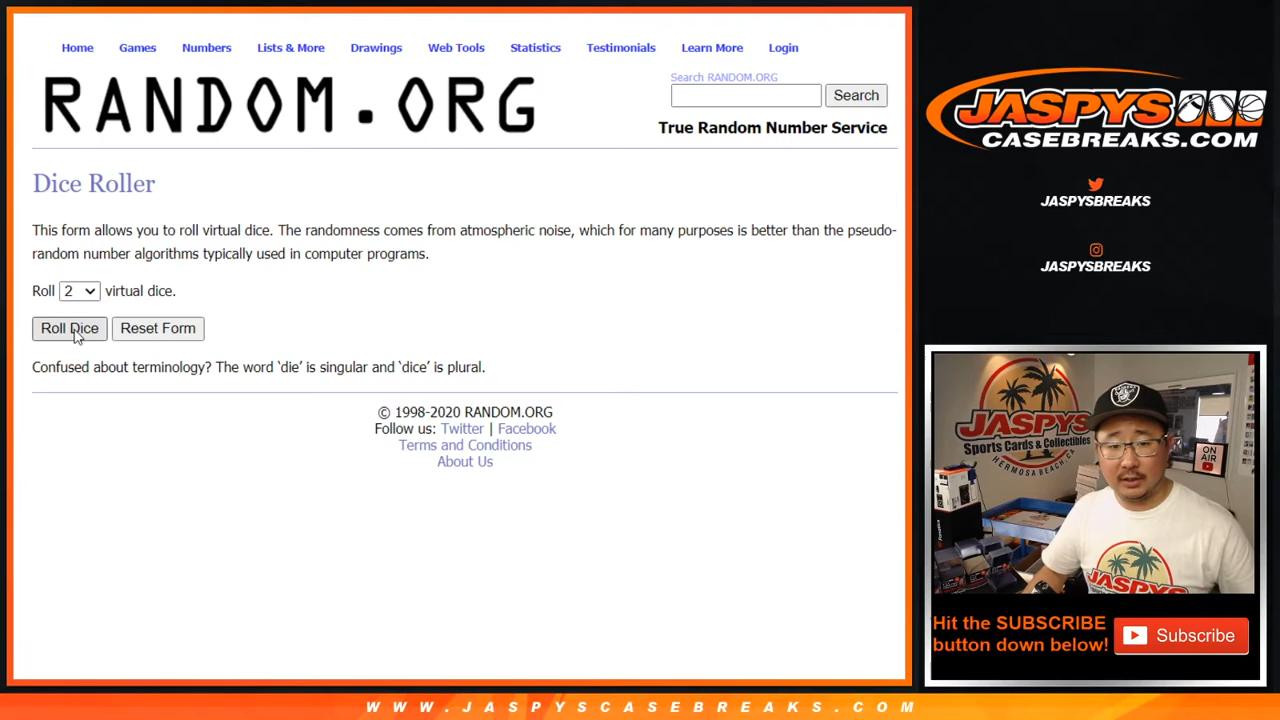 Home Games Numbers Lists & More Drawings Web Tools Statistics Testimonials Learn More Login
RANDOM.ORG
Search RANDOM.ORG
Search
True Random Number Service
Dice Roller
This form allows you to roll virtual dice. The randomness comes from atmospheric noise, which for many purposes is better than the pseudo-
random number algorithms typically used in computer programs.
Roll 2 virtual dice.
Roll Dice Reset Form
Confused about terminology? The word ‘die’ is singular and ‘dice’ is plural.
© 1998-2020 RANDOM.ORG
Follow us: Twitter | Facebook
Terms and Conditions
About Us
JASPYS
CASEBREAKS.COM
JASPYSBREAKS
JASPYSBREAKS
JASPYS
Sports Cards & Collectibles
HERMOSA BEACH, CA
ON
AIR
JASPYS
Hit the SUBSCRIBE
button down below!
Subscribe
WWW.JASPYSCASEBREAKS.COM